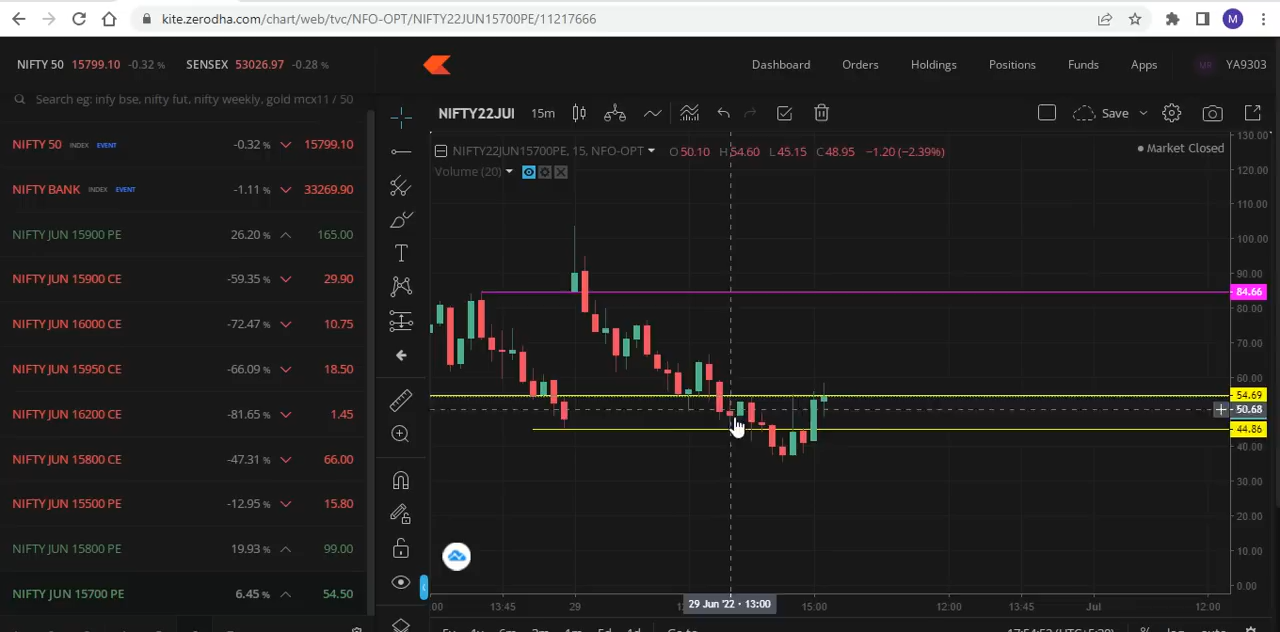 kite.zerodha.com/chart/web/tvc/NFO-OPT/NIFTY22JUN15700PE/11217666
M
NIFTY 50 15799.10 -0.32 % SENSEX 53026.97 -0.28 %
Dashboard Orders Holdings Positions Funds Apps YA9303
Search eg: infy bse, nifty fut, nifty weekly, gold mcx 11 / 50
NIFTY22JUI 15m Save
NIFTY 50 INDEX EVENT -0.32 % 15799.10
NIFTY BANK INDEX EVENT -1.11 % 33269.90
NIFTY JUN 15900 PE 26.20 % 165.00
NIFTY JUN 15900 CE -59.35 % 29.90
NIFTY JUN 16000 CE -72.47 % 10.75
NIFTY JUN 15950 CE -66.09 % 18.50
NIFTY JUN 16200 CE -81.65 % 1.45
NIFTY JUN 15800 CE -47.31 % 66.00
NIFTY JUN 15500 PE -12.95 % 15.80
NIFTY JUN 15800 PE 19.93 % 99.00
NIFTY JUN 15700 PE 6.45 % 54.50
NIFTY22JUN15700PE, 15, NFO-OPT O 50.10 H 54.60 L 45.15 C 48.95 −1.20 (−2.39%)
Market Closed
Volume (20)
130.00
120.00
110.00
100.00
90.00
84.66
80.00
70.00
60.00
54.69
50.68
44.86
40.00
30.00
20.00
10.00
0.00
:00 13:45 29 29 Jun '22 - 13:00 15:00 12:00 13:45 Jul 12:00